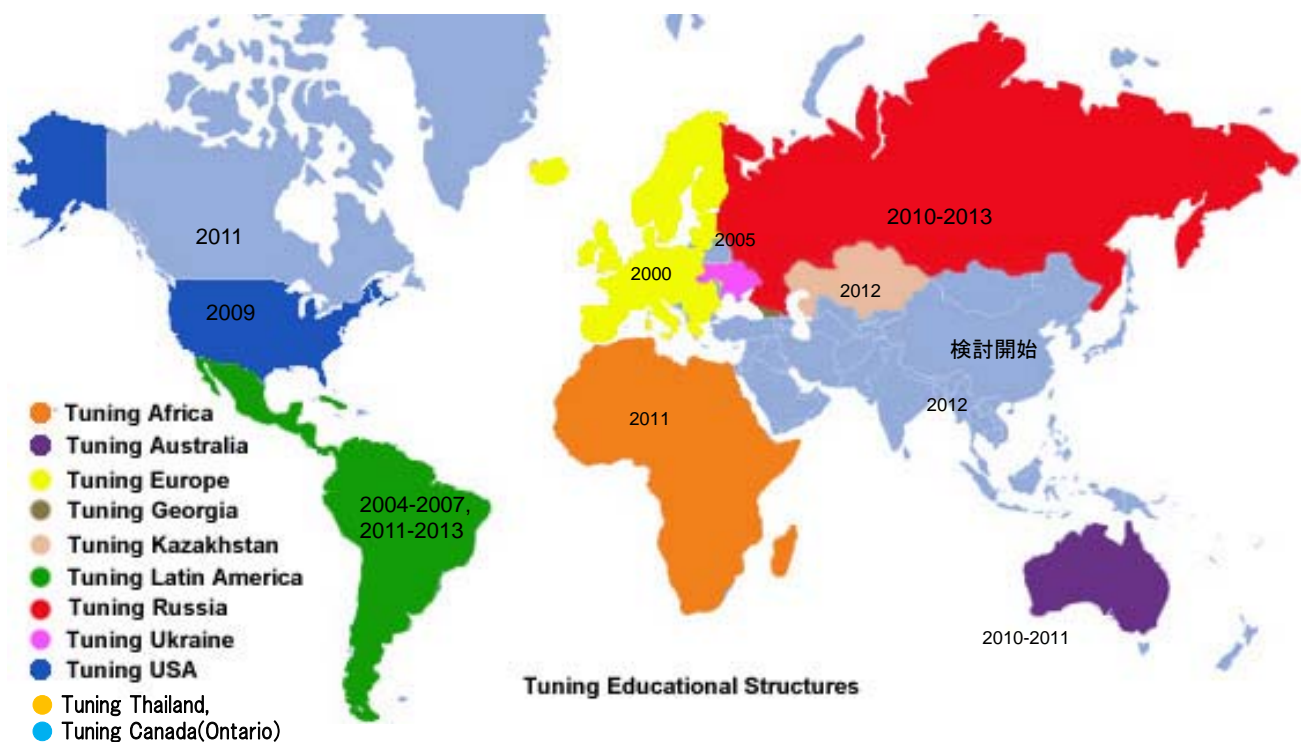 2011
2009
2010-2013
2005
2000
2012
検討開始
2012
2011
2004-2007,
2011-2013
2010-2011
Tuning Africa
Tuning Australia
Tuning Europe
Tuning Georgia
Tuning Kazakhstan
Tuning Latin America
Tuning Russia
Tuning Ukraine
Tuning USA
Tuning Thailand,
Tuning Canada(Ontario)
Tuning Educational Structures